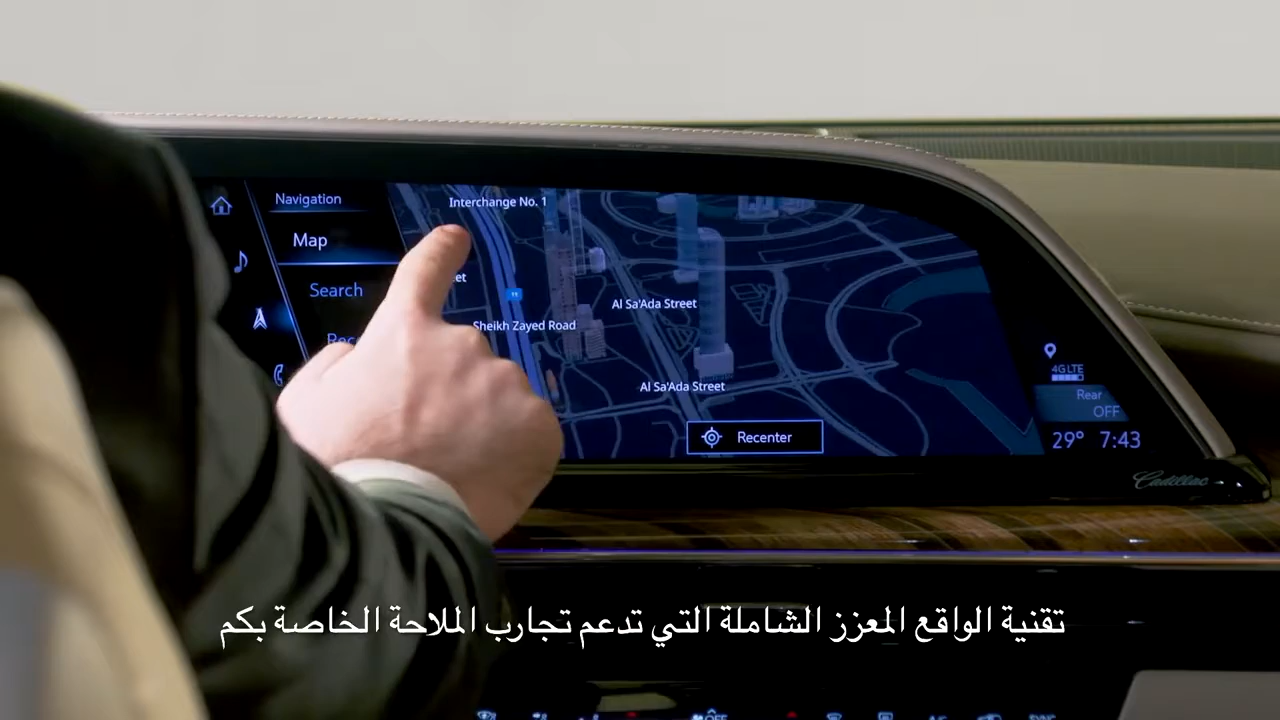 Navigation
Map
Search
Interchange No. 1
Al Sa'Ada Street
Sheikh Zayed Road
Al Sa'Ada Street
Recenter
4G LTE
Rear
OFF
29° 7:43
Cadillac
تقنية الواقع المعزز الشاملة التي تدعم تجارب الملاحة الخاصة بكم
OFF